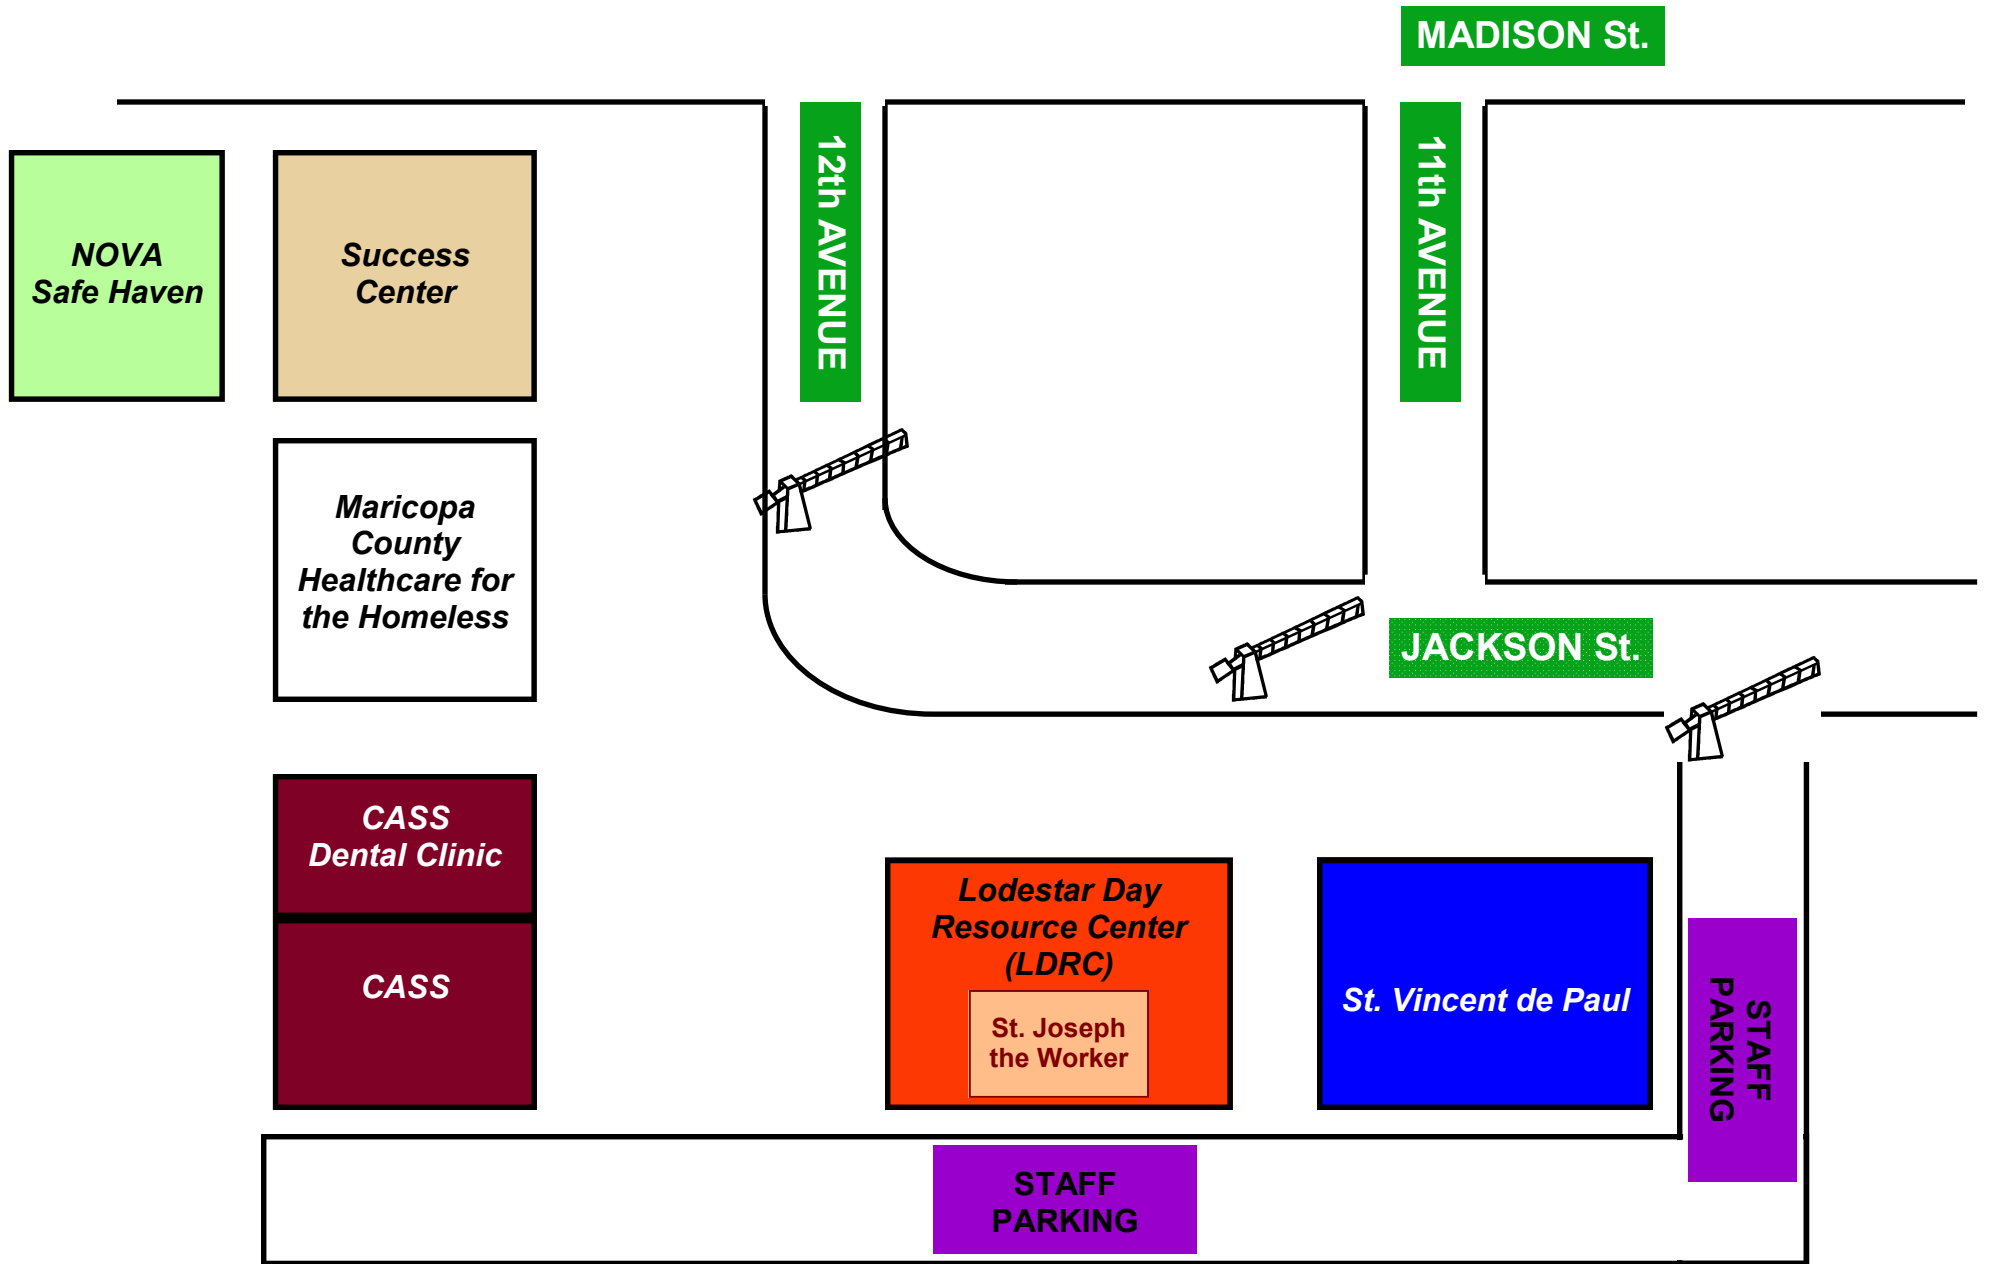 MADISON St.
12th AVENUE
11th AVENUE
NOVA
Safe Haven
Success
Center
Maricopa
County
Healthcare for
the Homeless
JACKSON St.
CASS
Dental Clinic
CASS
Lodestar Day
Resource Center
(LDRC)
St. Joseph
the Worker
St. Vincent de Paul
STAFF
PARKING
STAFF
PARKING